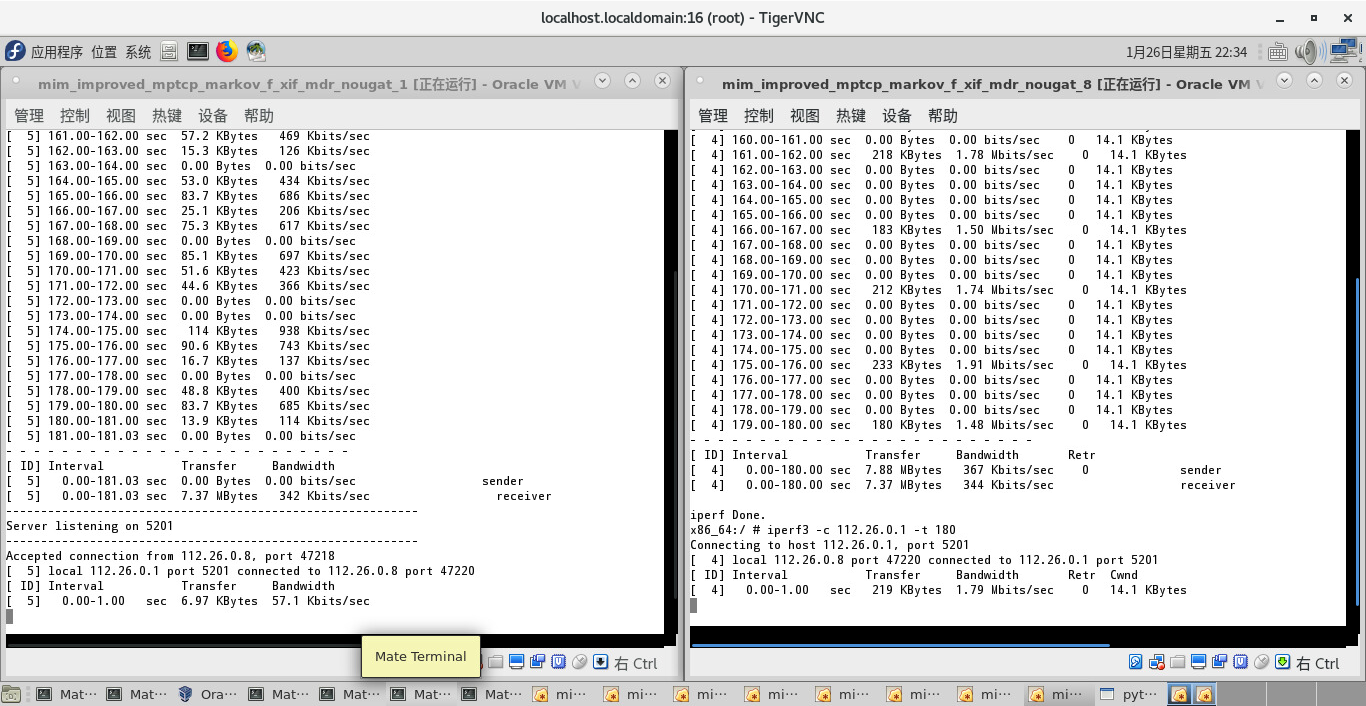 localhost.localdomain:16 (root) - TigerVNC
应用程序 位置 系统
1月26日星期五 22:34
mim_improved_mptcp_markov_f_xif_mdr_nougat_1 [正在运行] - Oracle VM V
管理 控制 视图 热键 设备 帮助
[  5] 161.00-162.00 sec  57.2 KBytes   469 Kbits/sec
[  5] 162.00-163.00 sec  15.3 KBytes   126 Kbits/sec
[  5] 163.00-164.00 sec  0.00 Bytes  0.00 bits/sec
[  5] 164.00-165.00 sec  53.0 KBytes   434 Kbits/sec
[  5] 165.00-166.00 sec  83.7 KBytes   686 Kbits/sec
[  5] 166.00-167.00 sec  25.1 KBytes   206 Kbits/sec
[  5] 167.00-168.00 sec  75.3 KBytes   617 Kbits/sec
[  5] 168.00-169.00 sec  0.00 Bytes  0.00 bits/sec
[  5] 169.00-170.00 sec  85.1 KBytes   697 Kbits/sec
[  5] 170.00-171.00 sec  51.6 KBytes   423 Kbits/sec
[  5] 171.00-172.00 sec  44.6 KBytes   366 Kbits/sec
[  5] 172.00-173.00 sec  0.00 Bytes  0.00 bits/sec
[  5] 173.00-174.00 sec  0.00 Bytes  0.00 bits/sec
[  5] 174.00-175.00 sec   114 KBytes   938 Kbits/sec
[  5] 175.00-176.00 sec  90.6 KBytes   743 Kbits/sec
[  5] 176.00-177.00 sec  16.7 KBytes   137 Kbits/sec
[  5] 177.00-178.00 sec  0.00 Bytes  0.00 bits/sec
[  5] 178.00-179.00 sec  48.8 KBytes   400 Kbits/sec
[  5] 179.00-180.00 sec  83.7 KBytes   685 Kbits/sec
[  5] 180.00-181.00 sec  13.9 KBytes   114 Kbits/sec
[  5] 181.00-181.03 sec  0.00 Bytes  0.00 bits/sec
- - - - - - - - - - - - - - - - - - - - - - - - -
[ ID] Interval           Transfer     Bandwidth
[  5]   0.00-181.03 sec  0.00 Bytes  0.00 bits/sec                  sender
[  5]   0.00-181.03 sec  7.37 MBytes   342 Kbits/sec                  receiver
-----------------------------------------------------------
Server listening on 5201
-----------------------------------------------------------
Accepted connection from 112.26.0.8, port 47218
[  5] local 112.26.0.1 port 5201 connected to 112.26.0.8 port 47220
[ ID] Interval           Transfer     Bandwidth
[  5]   0.00-1.00   sec  6.97 KBytes  57.1 Kbits/sec
右 Ctrl
Mate Terminal
mim_improved_mptcp_markov_f_xif_mdr_nougat_8 [正在运行] - Oracle VM V
管理 控制 视图 热键 设备 帮助
[  4] 160.00-161.00 sec  0.00 Bytes  0.00 bits/sec    0   14.1 KBytes
[  4] 161.00-162.00 sec   218 KBytes  1.78 Mbits/sec    0   14.1 KBytes
[  4] 162.00-163.00 sec  0.00 Bytes  0.00 bits/sec    0   14.1 KBytes
[  4] 163.00-164.00 sec  0.00 Bytes  0.00 bits/sec    0   14.1 KBytes
[  4] 164.00-165.00 sec  0.00 Bytes  0.00 bits/sec    0   14.1 KBytes
[  4] 165.00-166.00 sec  0.00 Bytes  0.00 bits/sec    0   14.1 KBytes
[  4] 166.00-167.00 sec   183 KBytes  1.50 Mbits/sec    0   14.1 KBytes
[  4] 167.00-168.00 sec  0.00 Bytes  0.00 bits/sec    0   14.1 KBytes
[  4] 168.00-169.00 sec  0.00 Bytes  0.00 bits/sec    0   14.1 KBytes
[  4] 169.00-170.00 sec  0.00 Bytes  0.00 bits/sec    0   14.1 KBytes
[  4] 170.00-171.00 sec   212 KBytes  1.74 Mbits/sec    0   14.1 KBytes
[  4] 171.00-172.00 sec  0.00 Bytes  0.00 bits/sec    0   14.1 KBytes
[  4] 172.00-173.00 sec  0.00 Bytes  0.00 bits/sec    0   14.1 KBytes
[  4] 173.00-174.00 sec  0.00 Bytes  0.00 bits/sec    0   14.1 KBytes
[  4] 174.00-175.00 sec  0.00 Bytes  0.00 bits/sec    0   14.1 KBytes
[  4] 175.00-176.00 sec   233 KBytes  1.91 Mbits/sec    0   14.1 KBytes
[  4] 176.00-177.00 sec  0.00 Bytes  0.00 bits/sec    0   14.1 KBytes
[  4] 177.00-178.00 sec  0.00 Bytes  0.00 bits/sec    0   14.1 KBytes
[  4] 178.00-179.00 sec  0.00 Bytes  0.00 bits/sec    0   14.1 KBytes
[  4] 179.00-180.00 sec   180 KBytes  1.48 Mbits/sec    0   14.1 KBytes
- - - - - - - - - - - - - - - - - - - - - - - - -
[ ID] Interval           Transfer     Bandwidth       Retr
[  4]   0.00-180.00 sec  7.88 MBytes   367 Kbits/sec    0             sender
[  4]   0.00-180.00 sec  7.37 MBytes   344 Kbits/sec                  receiver
iperf Done.
x86_64:/ # iperf3 -c 112.26.0.1 -t 180
Connecting to host 112.26.0.1, port 5201
[  4] local 112.26.0.8 port 47220 connected to 112.26.0.1 port 5201
[ ID] Interval           Transfer     Bandwidth       Retr  Cwnd
[  4]   0.00-1.00   sec   219 KBytes  1.79 Mbits/sec    0   14.1 KBytes
右 Ctrl
Mat··· Mat··· Ora··· Mat··· Mat··· Mat··· Mat··· mi··· mi··· mi··· mi··· mi··· mi··· mi··· mi··· pyt···